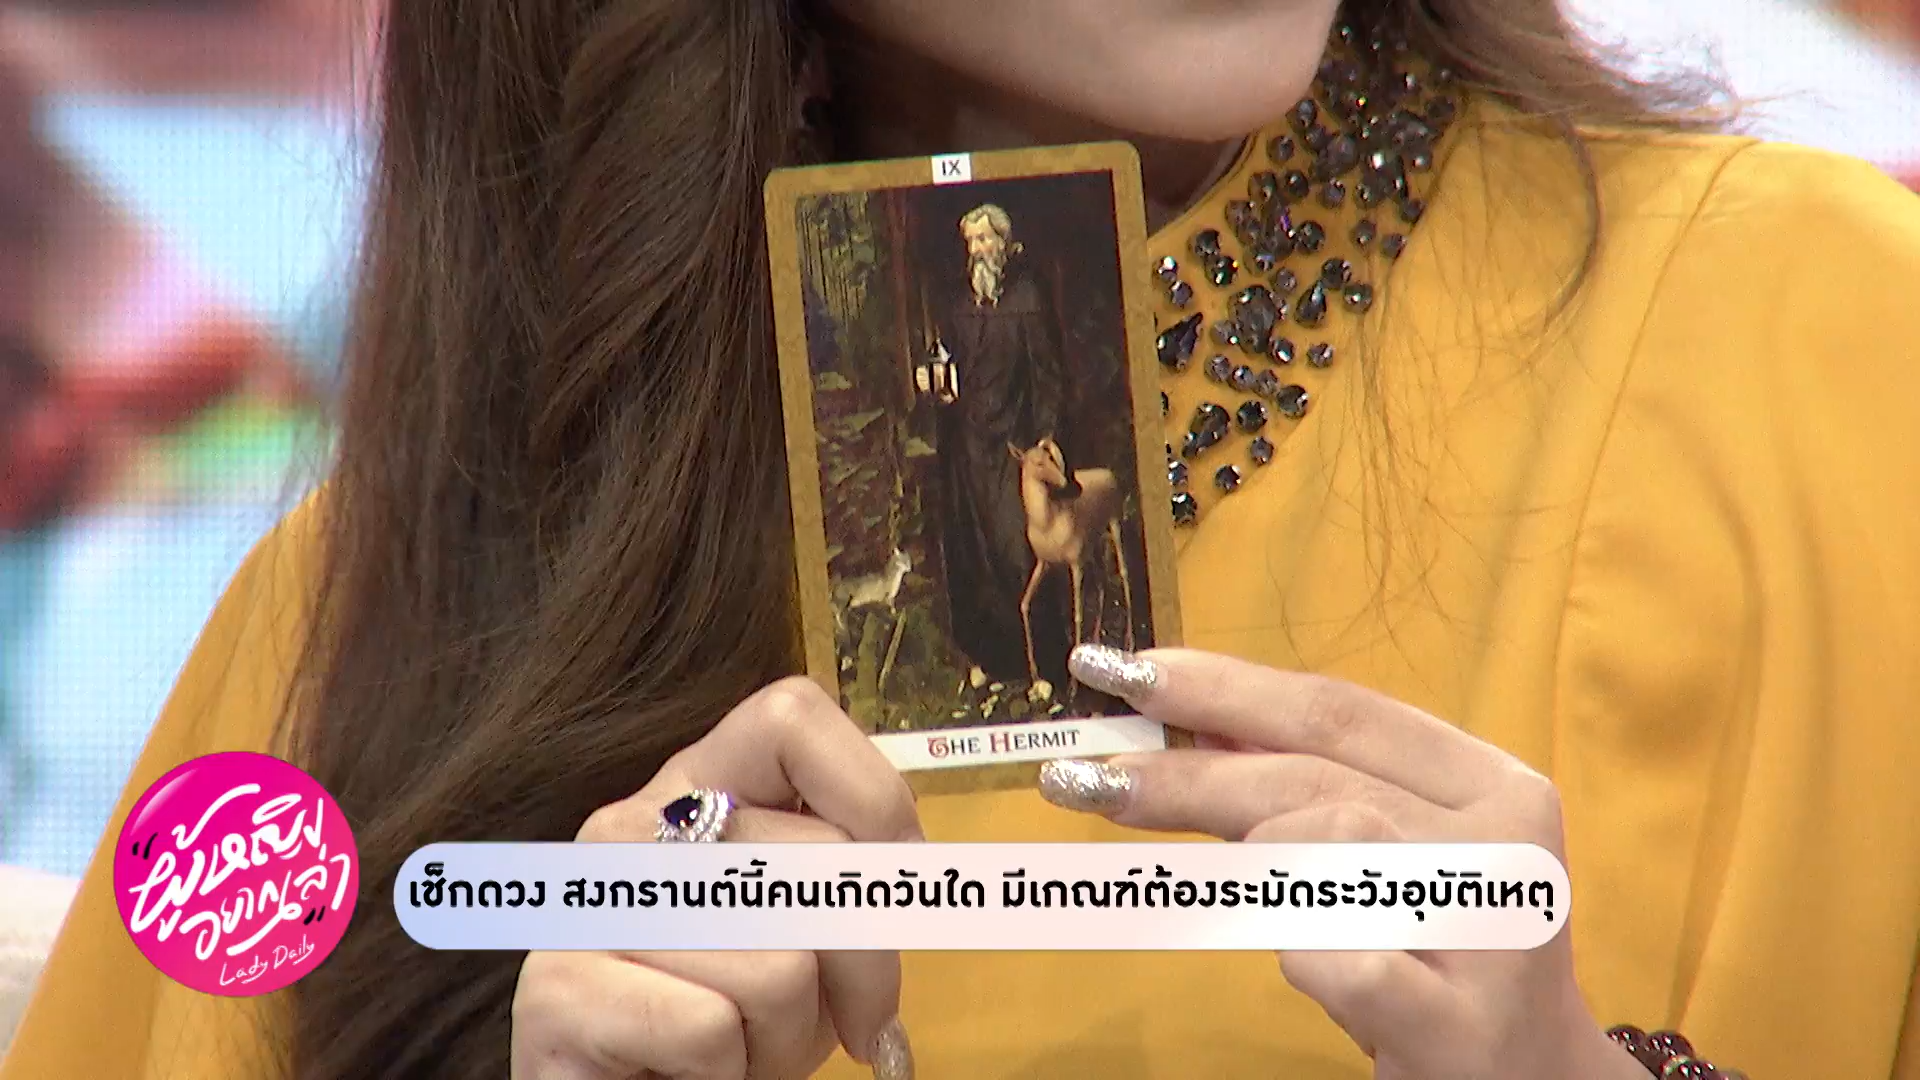 IX
THE HERMIT
"ผู้หญิง
อยากเล่า"
Lady Daily
เช็กดวง สงกรานต์นี้คนเกิดวันใด มีเกณฑ์ต้องระมัดระวังอุบัติเหตุ